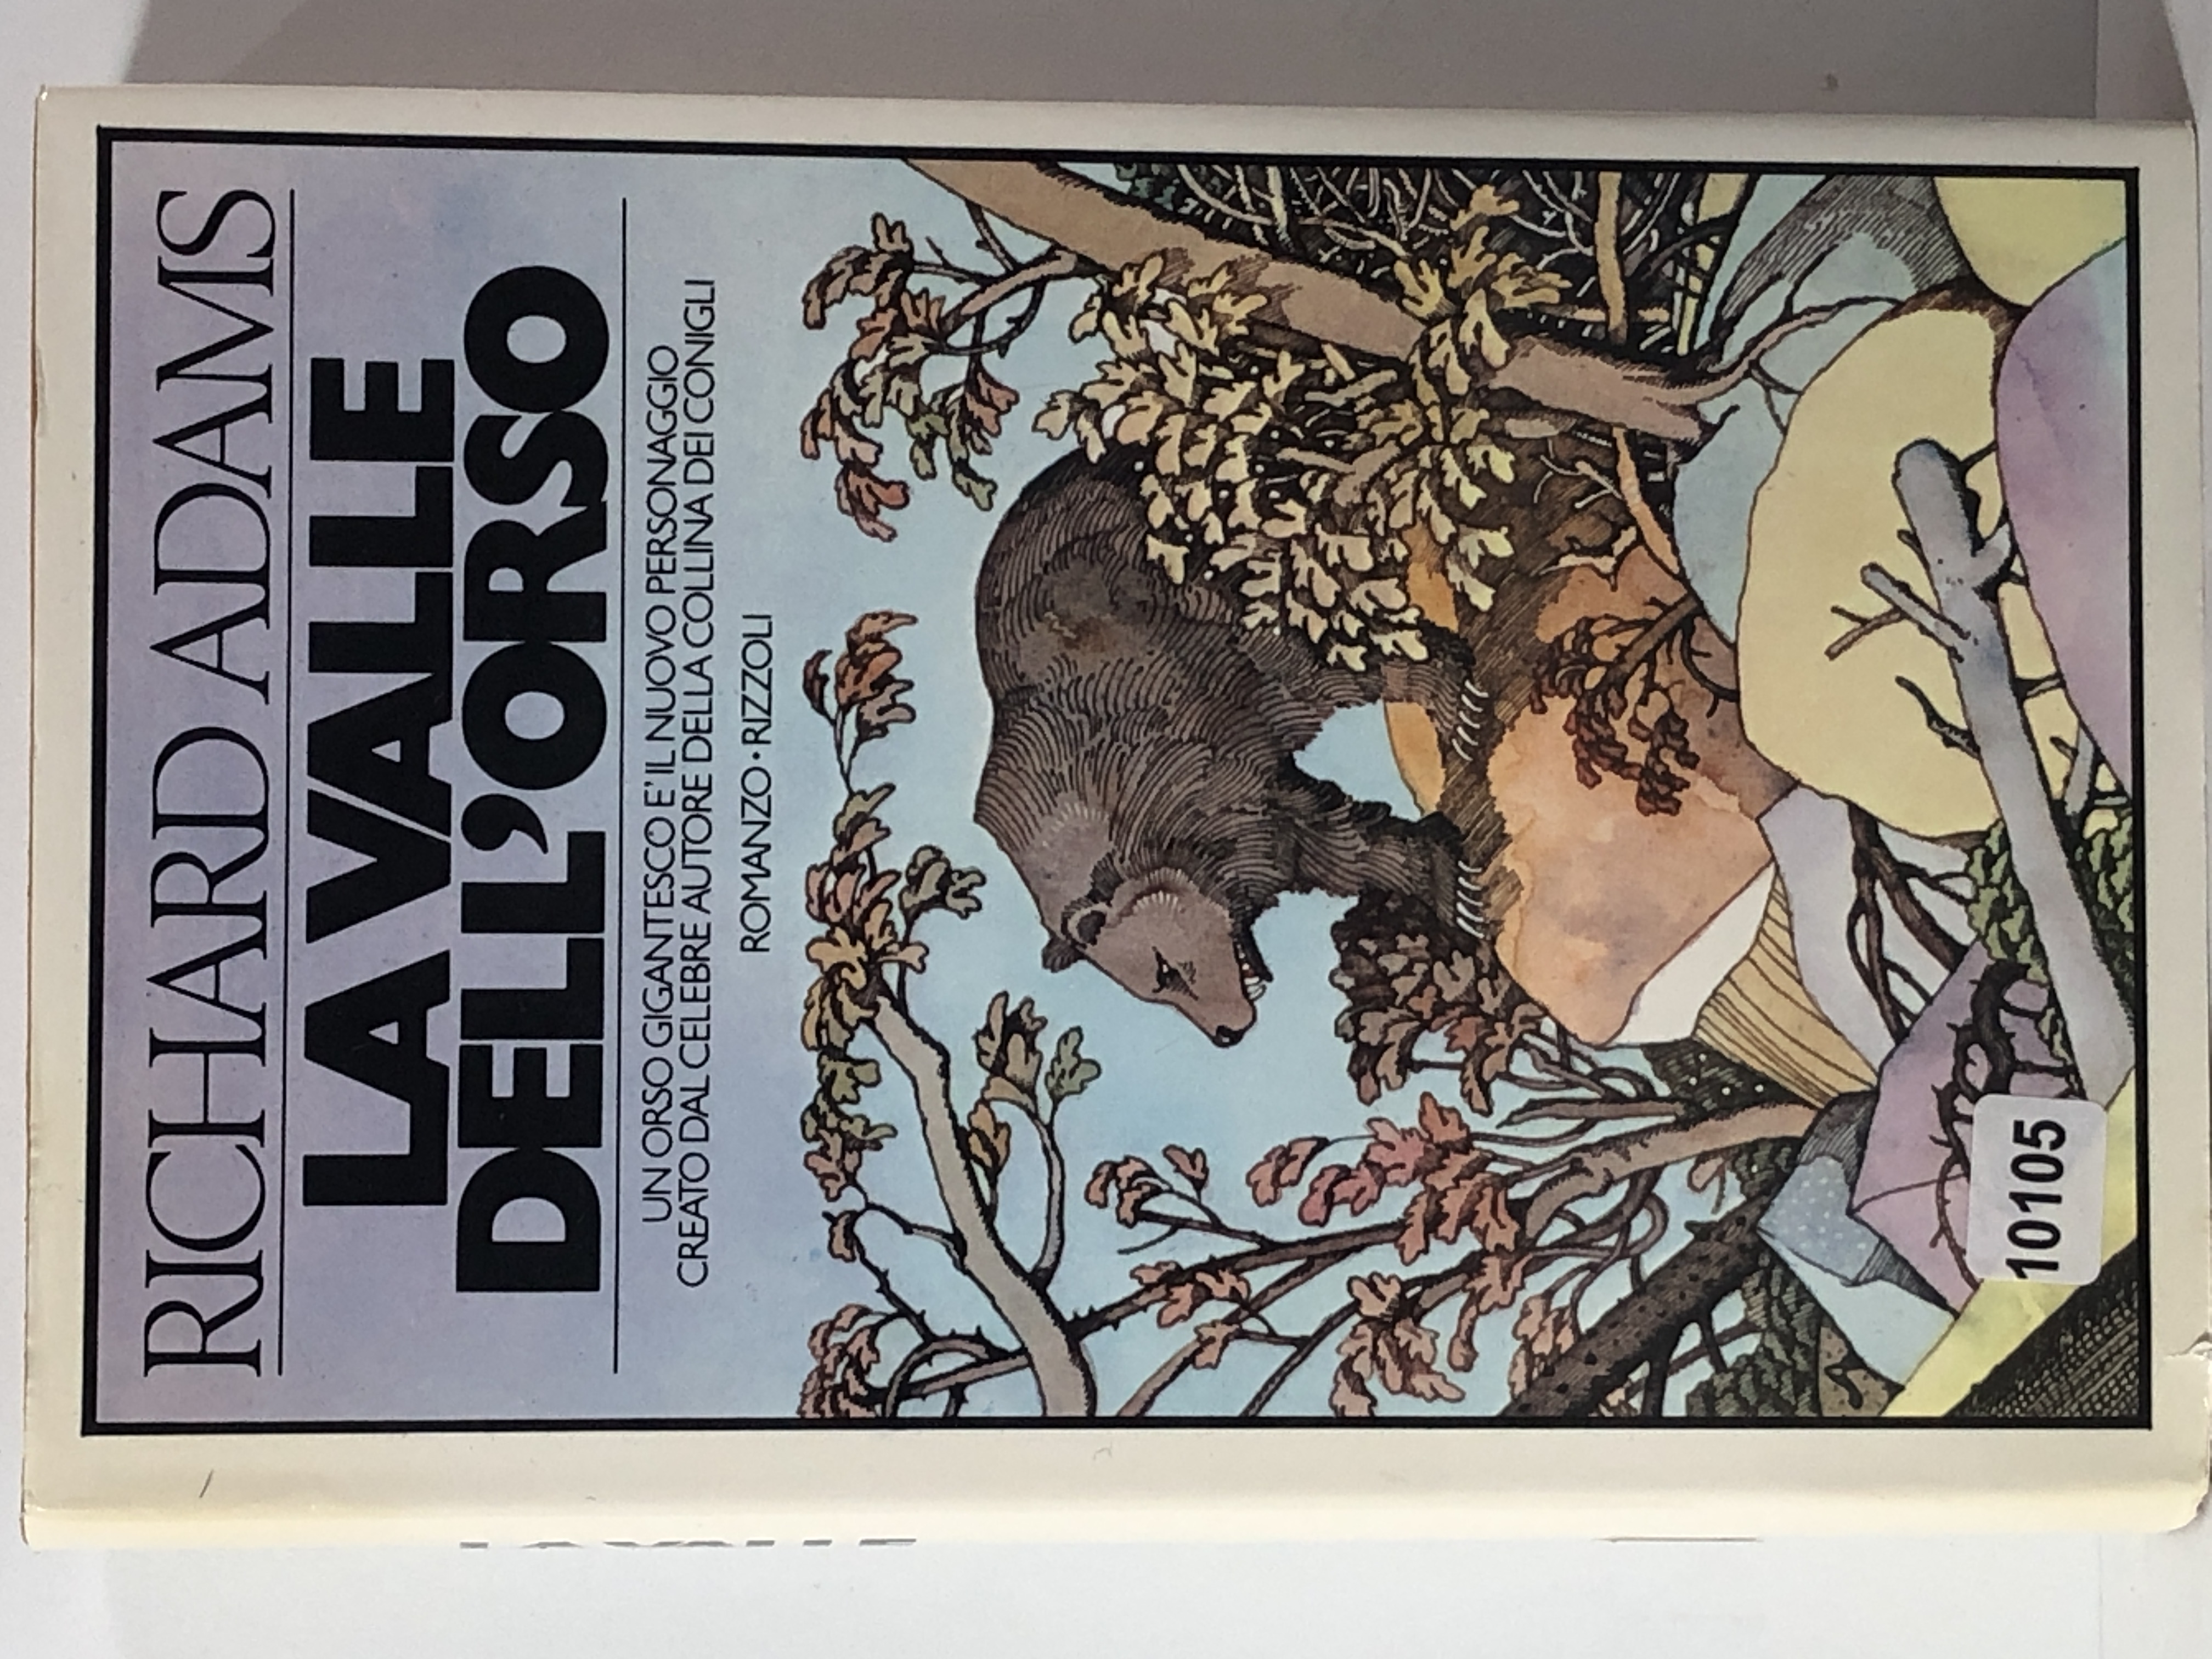 RICHARD ADAMS
LA VALLE
DELL'ORSO
UN ORSO GIGANTESCO E' IL NUOVO PERSONAGGIO
CREATO DAL CELEBRE AUTORE DELLA COLLINA DEI CONIGLI
ROMANZO • RIZZOLI
10105